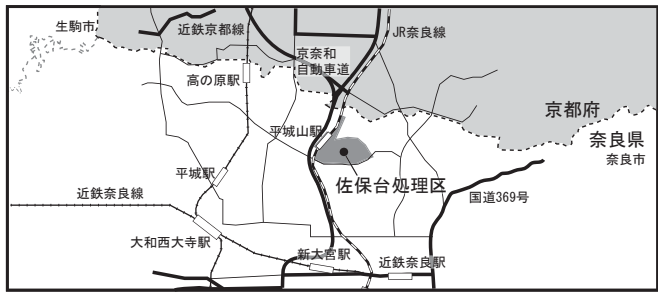 生駒市
近鉄京都線
JR奈良線
京奈和
自動車道
高の原駅
京都府
奈良県
奈良市
平城山駅
平城駅
佐保台処理区
近鉄奈良線
国道369号
大和西大寺駅
新大宮駅
近鉄奈良駅